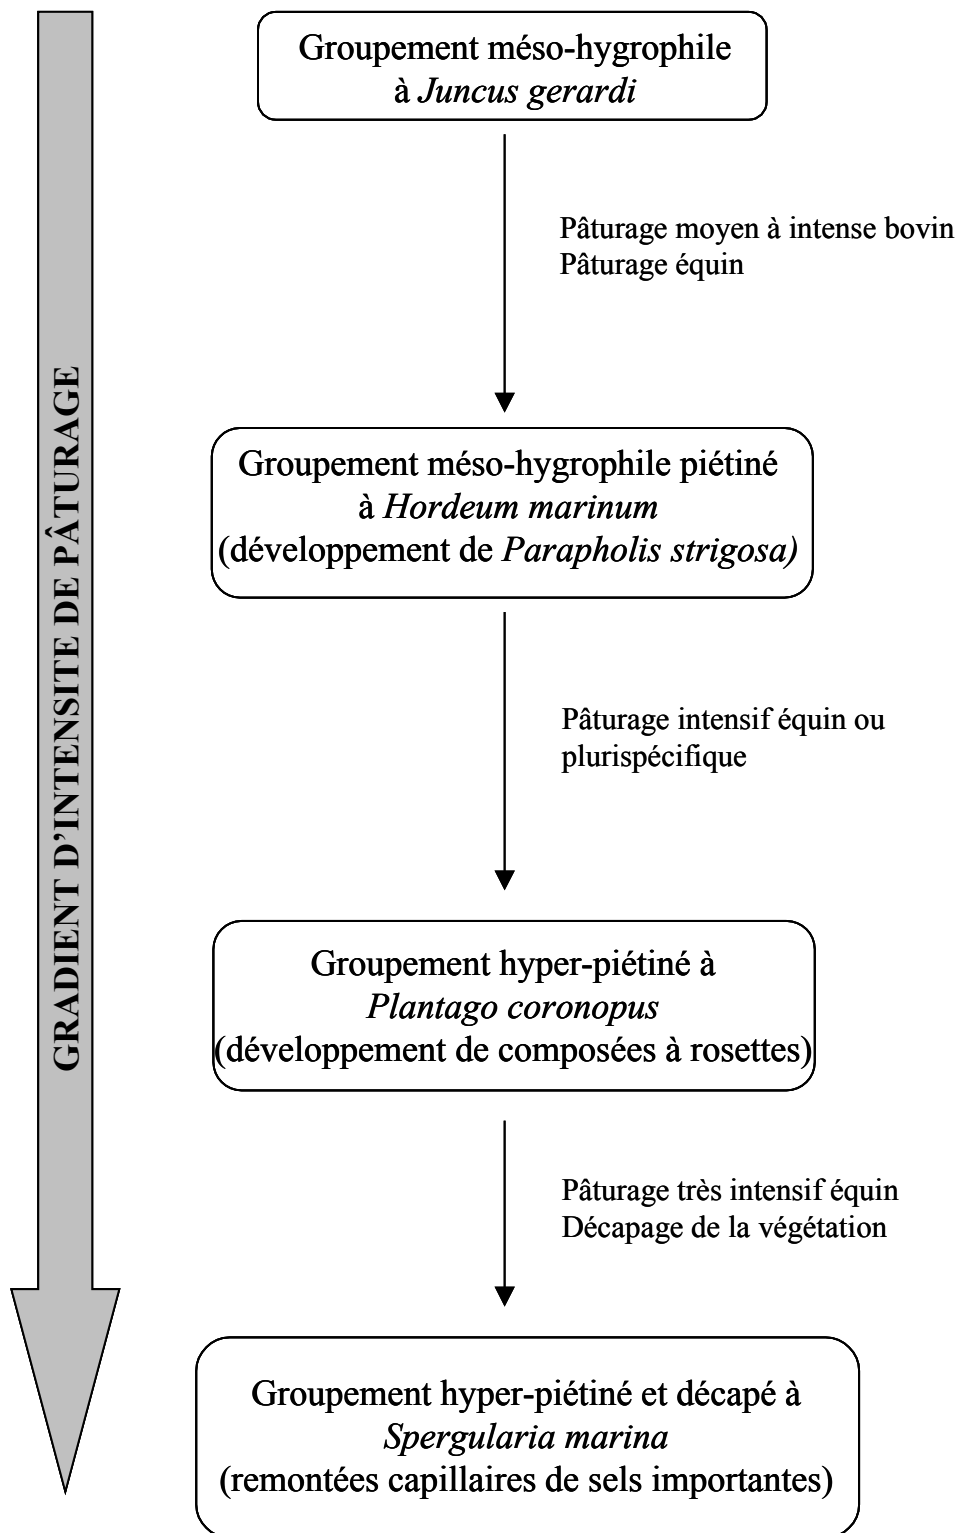 Groupement méso-hygrophile
à Juncus gerardi
Pâturage moyen à intense bovin
Pâturage équin
GRADIENT D'INTENSITE DE PÂTURAGE
Groupement méso-hygrophile piétiné
à Hordeum marinum
(développement de Parapholis strigosa)
Pâturage intensif équin ou
plurispécifique
Groupement hyper-piétiné à
Plantago coronopus
(développement de composées à rosettes)
Pâturage très intensif équin
Décapage de la végétation
Groupement hyper-piétiné et décapé à
Spergularia marina
(remontées capillaires de sels importantes)